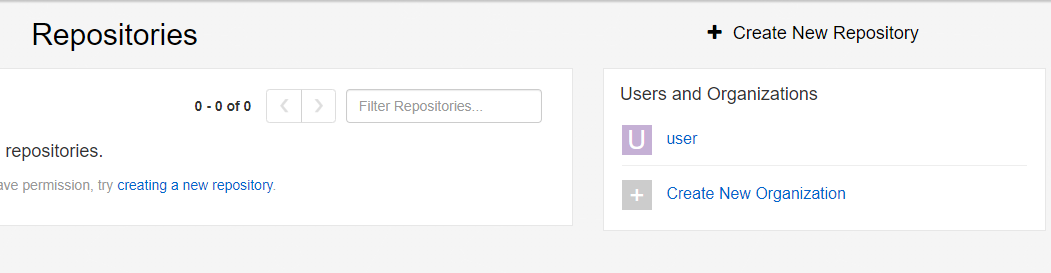 Repositories
+ Create New Repository
0 - 0 of 0
Filter Repositories...
repositories.
ave permission, try creating a new repository.
Users and Organizations
U user
+ Create New Organization